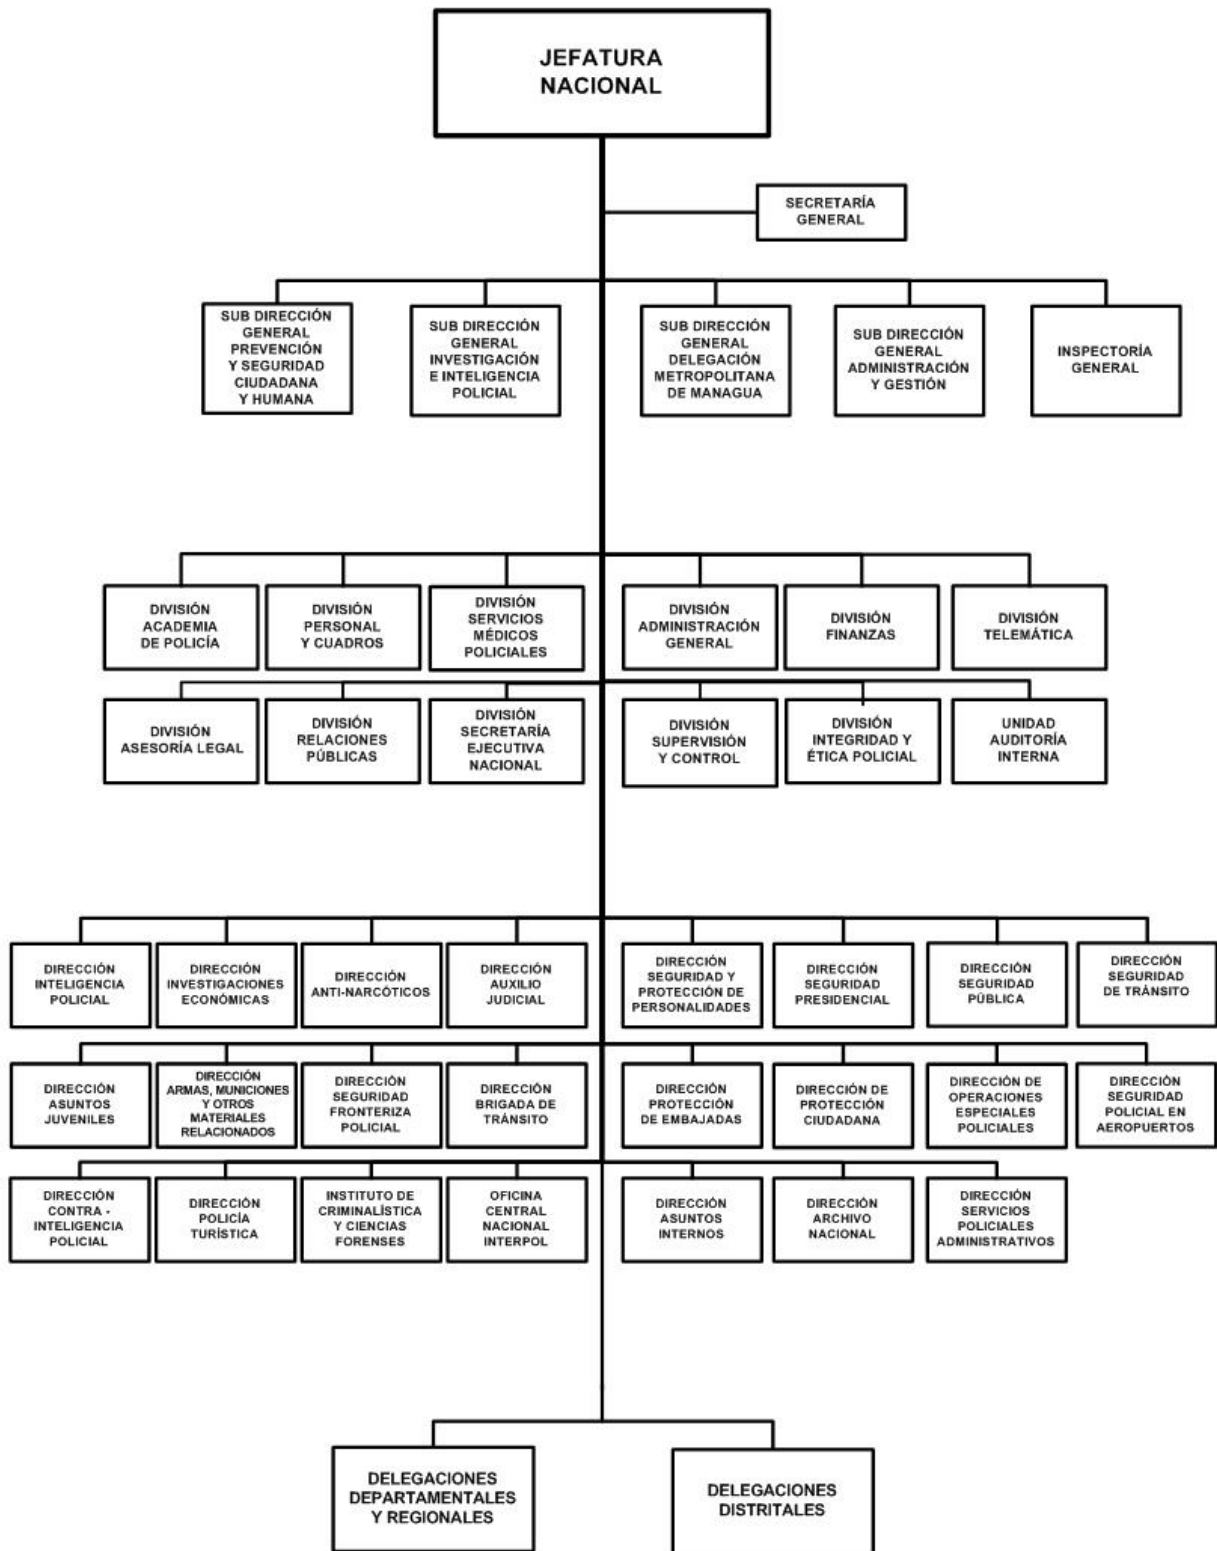 JEFATURA
NACIONAL
SECRETARÍA
GENERAL
SUB DIRECCIÓN
GENERAL
PREVENCIÓN
Y SEGURIDAD
CIUDADANA
Y HUMANA
SUB DIRECCIÓN
GENERAL
INVESTIGACIÓN
E INTELIGENCIA
POLICIAL
SUB DIRECCIÓN
GENERAL
DELEGACIÓN
METROPOLITANA
DE MANAGUA
SUB DIRECCIÓN
GENERAL
ADMINISTRACIÓN
Y GESTIÓN
INSPECTORÍA
GENERAL
DIVISIÓN
ACADEMIA
DE POLICÍA
DIVISIÓN
PERSONAL
Y CUADROS
DIVISIÓN
SERVICIOS
MÉDICOS
POLICIALES
DIVISIÓN
ADMINISTRACIÓN
GENERAL
DIVISIÓN
FINANZAS
DIVISIÓN
TELEMÁTICA
DIVISIÓN
ASESORÍA LEGAL
DIVISIÓN
RELACIONES
PÚBLICAS
DIVISIÓN
SECRETARÍA
EJECUTIVA
NACIONAL
DIVISIÓN
SUPERVISIÓN
Y CONTROL
DIVISIÓN
INTEGRIDAD Y
ÉTICA POLICIAL
UNIDAD
AUDITORÍA
INTERNA
DIRECCIÓN
INTELIGENCIA
POLICIAL
DIRECCIÓN
INVESTIGACIONES
ECONÓMICAS
DIRECCIÓN
ANTI-NARCÓTICOS
DIRECCIÓN
AUXILIO
JUDICIAL
DIRECCIÓN
SEGURIDAD Y
PROTECCIÓN DE
PERSONALIDADES
DIRECCIÓN
SEGURIDAD
PRESIDENCIAL
DIRECCIÓN
SEGURIDAD
PÚBLICA
DIRECCIÓN
SEGURIDAD
DE TRÁNSITO
DIRECCIÓN
ASUNTOS
JUVENILES
DIRECCIÓN
ARMAS, MUNICIONES
Y OTROS
MATERIALES
RELACIONADOS
DIRECCIÓN
SEGURIDAD
FRONTERIZA
POLICIAL
DIRECCIÓN
BRIGADA DE
TRÁNSITO
DIRECCIÓN
PROTECCIÓN
DE EMBAJADAS
DIRECCIÓN DE
PROTECCIÓN
CIUDADANA
DIRECCIÓN DE
OPERACIONES
ESPECIALES
POLICIALES
DIRECCIÓN
SEGURIDAD
POLICIAL EN
AEROPUERTOS
DIRECCIÓN
CONTRA -
INTELIGENCIA
POLICIAL
DIRECCIÓN
POLICÍA
TURÍSTICA
INSTITUTO DE
CRIMINALÍSTICA
Y CIENCIAS
FORENSES
OFICINA
CENTRAL
NACIONAL
INTERPOL
DIRECCIÓN
ASUNTOS
INTERNOS
DIRECCIÓN
ARCHIVO
NACIONAL
DIRECCIÓN
SERVICIOS
POLICIALES
ADMINISTRATIVOS
DELEGACIONES
DEPARTAMENTALES
Y REGIONALES
DELEGACIONES
DISTRITALES